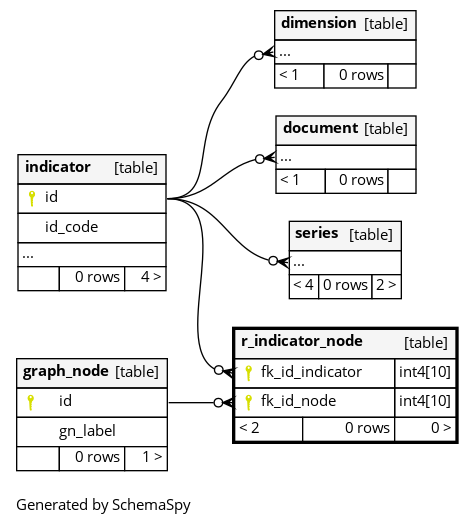 dimension [table]
...
< 1 0 rows
document [table]
...
< 1 0 rows
indicator [table]
id
id_code
...
0 rows 4 >
series [table]
...
< 4 0 rows 2 >
r_indicator_node [table]
fk_id_indicator int4[10]
fk_id_node int4[10]
< 2 0 rows 0 >
graph_node [table]
id
gn_label
0 rows 1 >
Generated by SchemaSpy